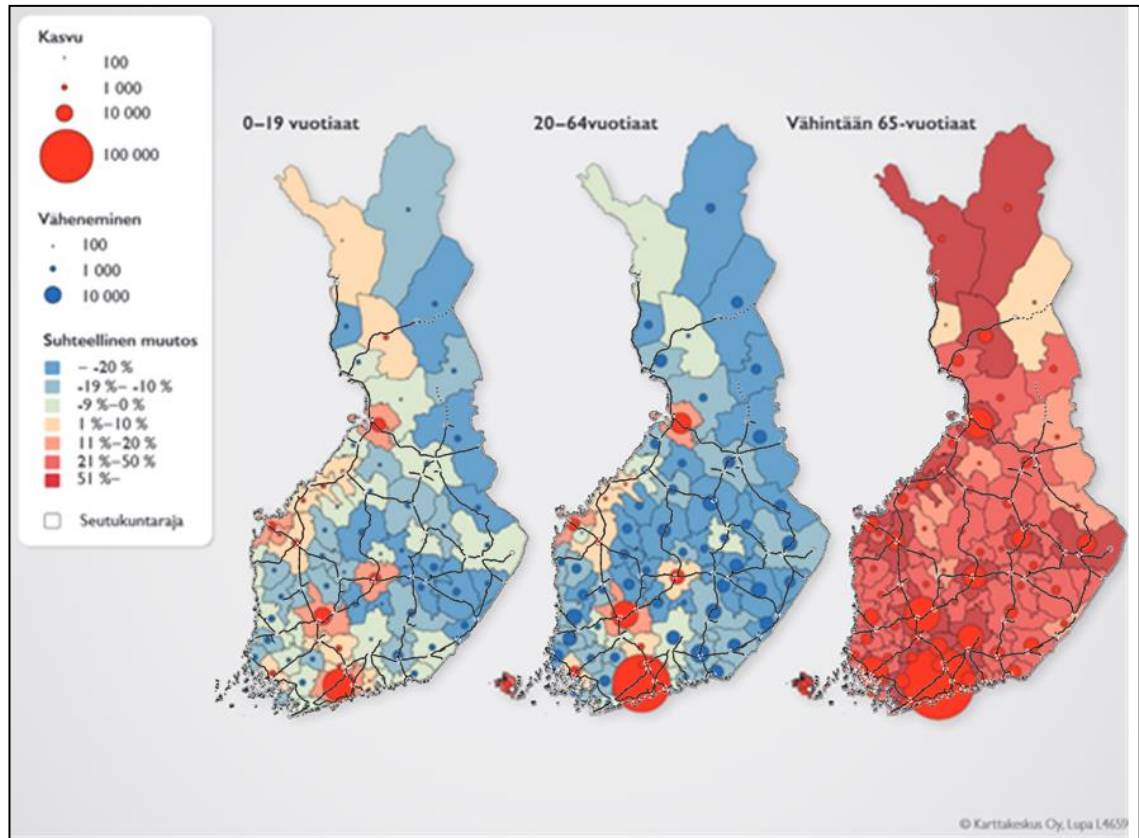 Kasvu
100
1 000
10 000
100 000
Väheneminen
100
1 000
10 000
Suhteellinen muutos
– -20 %
-19 %– -10 %
-9 %–0 %
1 %–10 %
11 %–20 %
21 %–50 %
51 %–
Seutukuntaraja
0–19 vuotiaat
20–64vuotiaat
Vähintään 65-vuotiaat
© Karttakeskus Oy, Lupa L4659